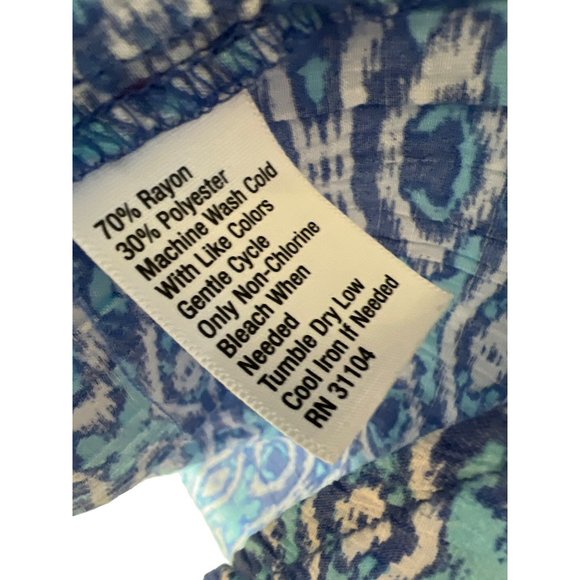 70% Rayon
30% Polyester
Machine Wash Cold
With Like Colors
Gentle Cycle
Only Non-Chlorine
Bleach When
Needed
Tumble Dry Low
Cool Iron If Needed
RN 31104